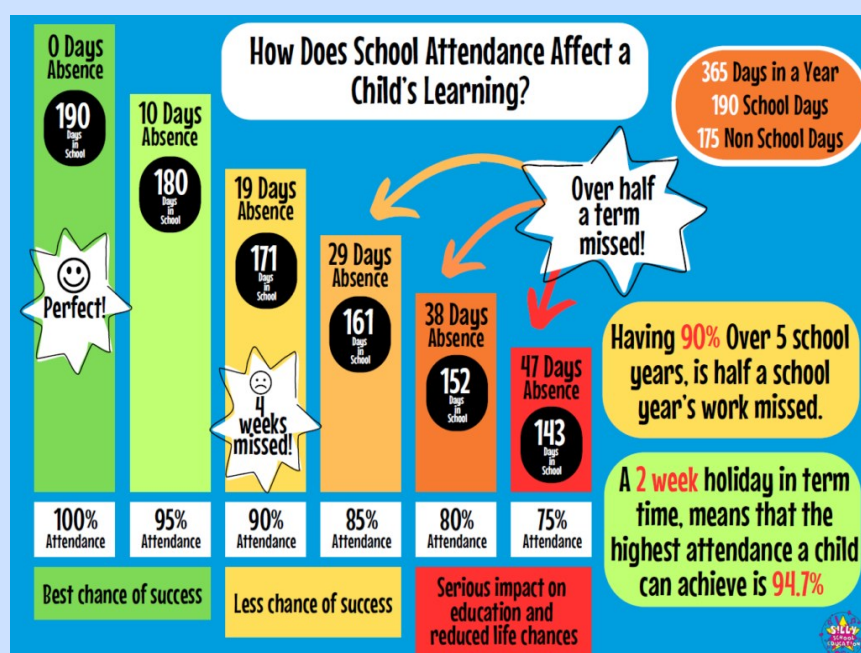 How Does School Attendance Affect a
Child's Learning?
365 Days in a Year
190 School Days
175 Non School Days
0 Days
Absence
190
Days
in
School
Perfect!
10 Days
Absence
180
Days
in
School
19 Days
Absence
171
Days
in
School
4
weeks
missed!
29 Days
Absence
161
Days
in
School
38 Days
Absence
152
Days
in
School
47 Days
Absence
143
Days
in
School
Over half
a term
missed!
100%
Attendance
95%
Attendance
90%
Attendance
85%
Attendance
80%
Attendance
75%
Attendance
Best chance of success
Less chance of success
Serious impact on
education and
reduced life chances
Having 90% Over 5 school
years, is half a school
year's work missed.
A 2 week holiday in term
time, means that the
highest attendance a child
can achieve is 94.7%
SILLY
SCHOOL
EDUCATION